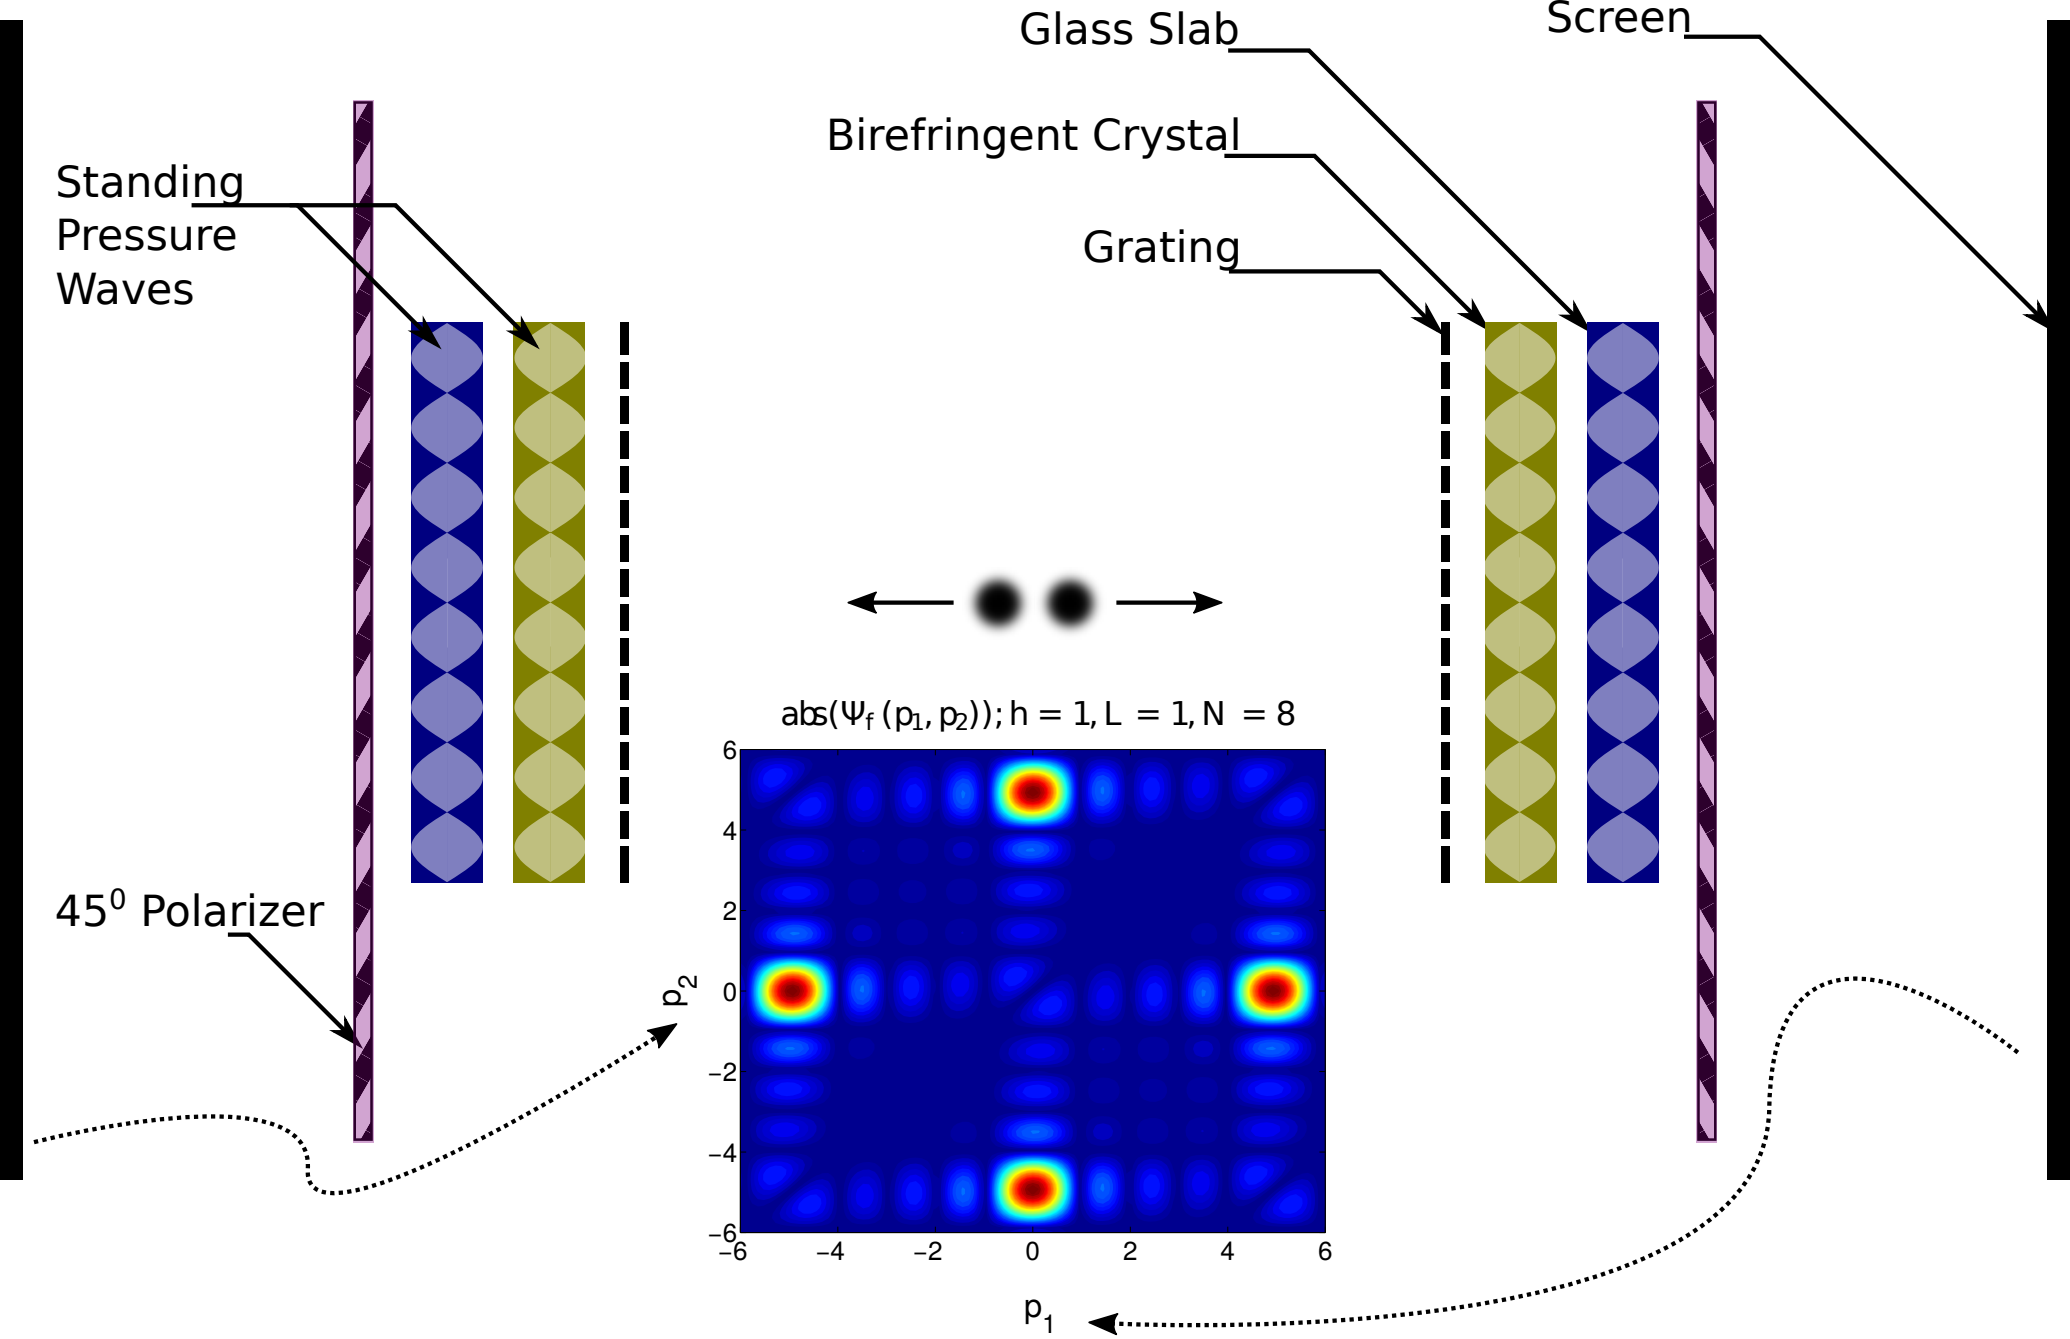 Screen
Glass Slab
Birefringent Crystal
Standing
Pressure
Waves
Grating
abs(Ψf (p1, p2)); h = 1, L = 1, N = 8
6
4
2
0
−2
−4
−6
p2
−6 −4 −2 0 2 4 6
p1
45⁰ Polarizer